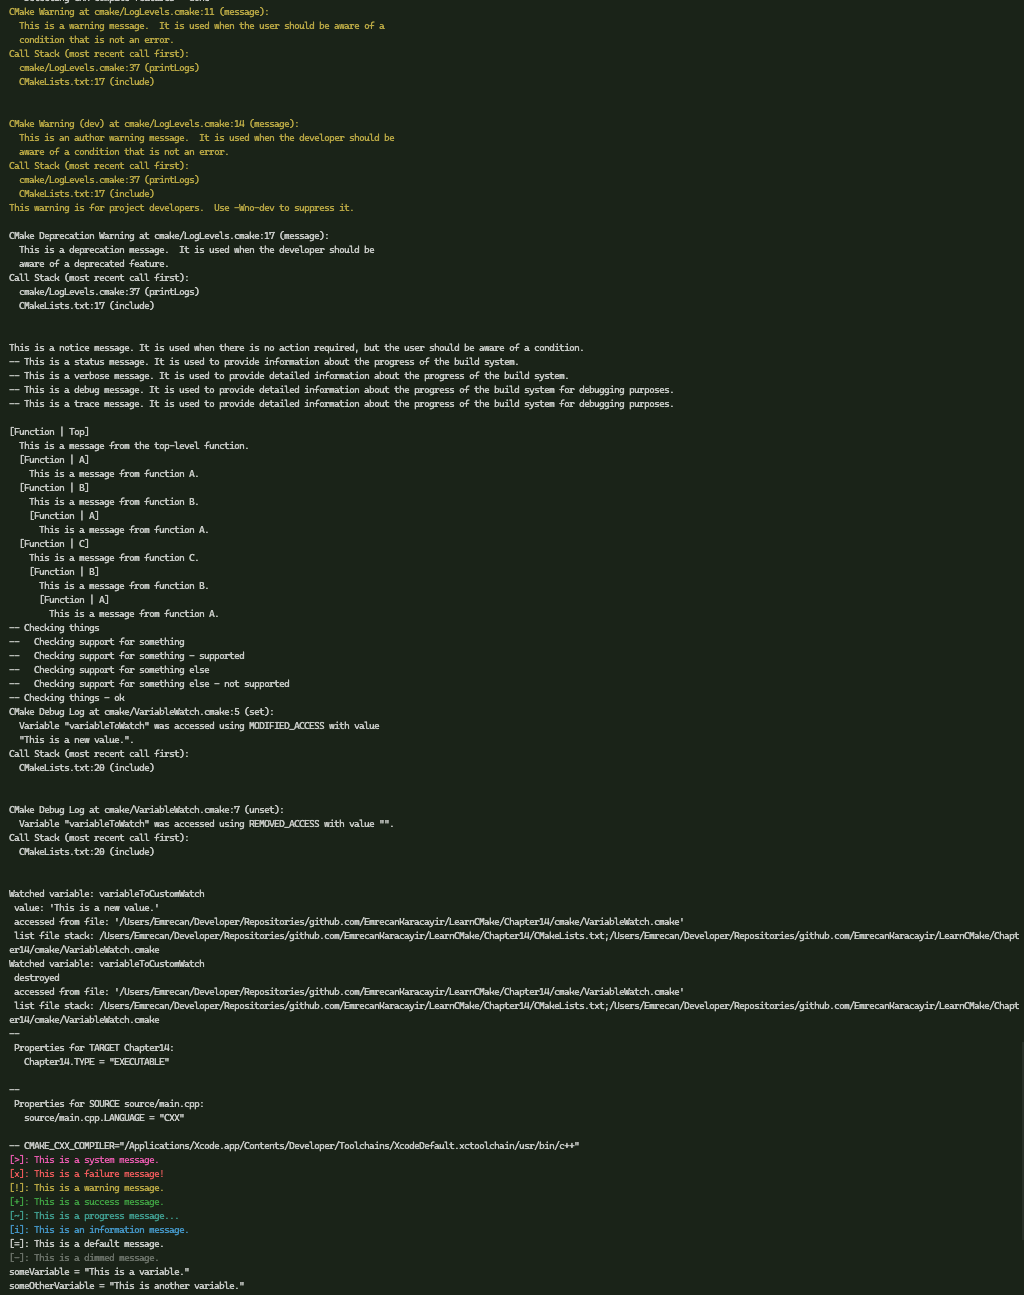 CMake Warning at cmake/LogLevels.cmake:11 (message):
  This is a warning message.  It is used when the user should be aware of a
  condition that is not an error.
Call Stack (most recent call first):
  cmake/LogLevels.cmake:37 (printLogs)
  CMakeLists.txt:17 (include)


CMake Warning (dev) at cmake/LogLevels.cmake:14 (message):
  This is an author warning message.  It is used when the developer should be
  aware of a condition that is not an error.
Call Stack (most recent call first):
  cmake/LogLevels.cmake:37 (printLogs)
  CMakeLists.txt:17 (include)
This warning is for project developers.  Use -Wno-dev to suppress it.

CMake Deprecation Warning at cmake/LogLevels.cmake:17 (message):
  This is a deprecation message.  It is used when the developer should be
  aware of a deprecated feature.
Call Stack (most recent call first):
  cmake/LogLevels.cmake:37 (printLogs)
  CMakeLists.txt:17 (include)


This is a notice message. It is used when there is no action required, but the user should be aware of a condition.
-- This is a status message. It is used to provide information about the progress of the build system.
-- This is a verbose message. It is used to provide detailed information about the progress of the build system.
-- This is a debug message. It is used to provide detailed information about the progress of the build system for debugging purposes.
-- This is a trace message. It is used to provide detailed information about the progress of the build system for debugging purposes.

[Function | Top]
  This is a message from the top-level function.
  [Function | A]
    This is a message from function A.
  [Function | B]
    This is a message from function B.
    [Function | A]
      This is a message from function A.
  [Function | C]
    This is a message from function C.
    [Function | B]
      This is a message from function B.
      [Function | A]
        This is a message from function A.
-- Checking things
--   Checking support for something
--   Checking support for something - supported
--   Checking support for something else
--   Checking support for something else - not supported
-- Checking things - ok
CMake Debug Log at cmake/VariableWatch.cmake:5 (set):
  Variable "variableToWatch" was accessed using MODIFIED_ACCESS with value
  "This is a new value.".
Call Stack (most recent call first):
  CMakeLists.txt:20 (include)


CMake Debug Log at cmake/VariableWatch.cmake:7 (unset):
  Variable "variableToWatch" was accessed using REMOVED_ACCESS with value "".
Call Stack (most recent call first):
  CMakeLists.txt:20 (include)


Watched variable: variableToCustomWatch
 value: 'This is a new value.'
 accessed from file: '/Users/Emrecan/Developer/Repositories/github.com/EmrecanKaracayir/LearnCMake/Chapter14/cmake/VariableWatch.cmake'
 list file stack: /Users/Emrecan/Developer/Repositories/github.com/EmrecanKaracayir/LearnCMake/Chapter14/CMakeLists.txt;/Users/Emrecan/Developer/Repositories/github.com/EmrecanKaracayir/LearnCMake/Chapt
er14/cmake/VariableWatch.cmake
Watched variable: variableToCustomWatch
 destroyed
 accessed from file: '/Users/Emrecan/Developer/Repositories/github.com/EmrecanKaracayir/LearnCMake/Chapter14/cmake/VariableWatch.cmake'
 list file stack: /Users/Emrecan/Developer/Repositories/github.com/EmrecanKaracayir/LearnCMake/Chapter14/CMakeLists.txt;/Users/Emrecan/Developer/Repositories/github.com/EmrecanKaracayir/LearnCMake/Chapt
er14/cmake/VariableWatch.cmake
--
 Properties for TARGET Chapter14:
   Chapter14.TYPE = "EXECUTABLE"

--
 Properties for SOURCE source/main.cpp:
   source/main.cpp.LANGUAGE = "CXX"

-- CMAKE_CXX_COMPILER="/Applications/Xcode.app/Contents/Developer/Toolchains/XcodeDefault.xctoolchain/usr/bin/c++"
[>]: This is a system message.
[x]: This is a failure message!
[!]: This is a warning message.
[+]: This is a success message.
[~]: This is a progress message...
[i]: This is an information message.
[=]: This is a default message.
[-]: This is a dimmed message.
someVariable = "This is a variable."
someOtherVariable = "This is another variable."